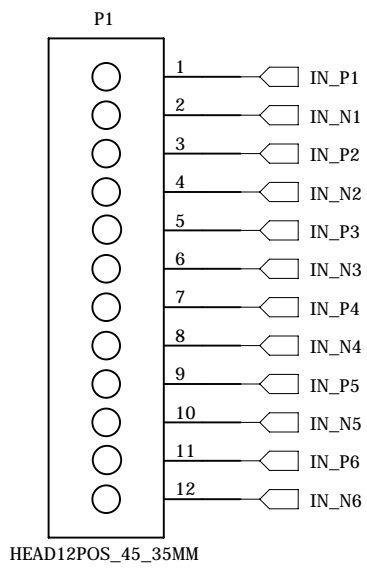 P1
1 IN_P1
2 IN_N1
3 IN_P2
4 IN_N2
5 IN_P3
6 IN_N3
7 IN_P4
8 IN_N4
9 IN_P5
10 IN_N5
11 IN_P6
12 IN_N6
HEAD12POS_45_35MM